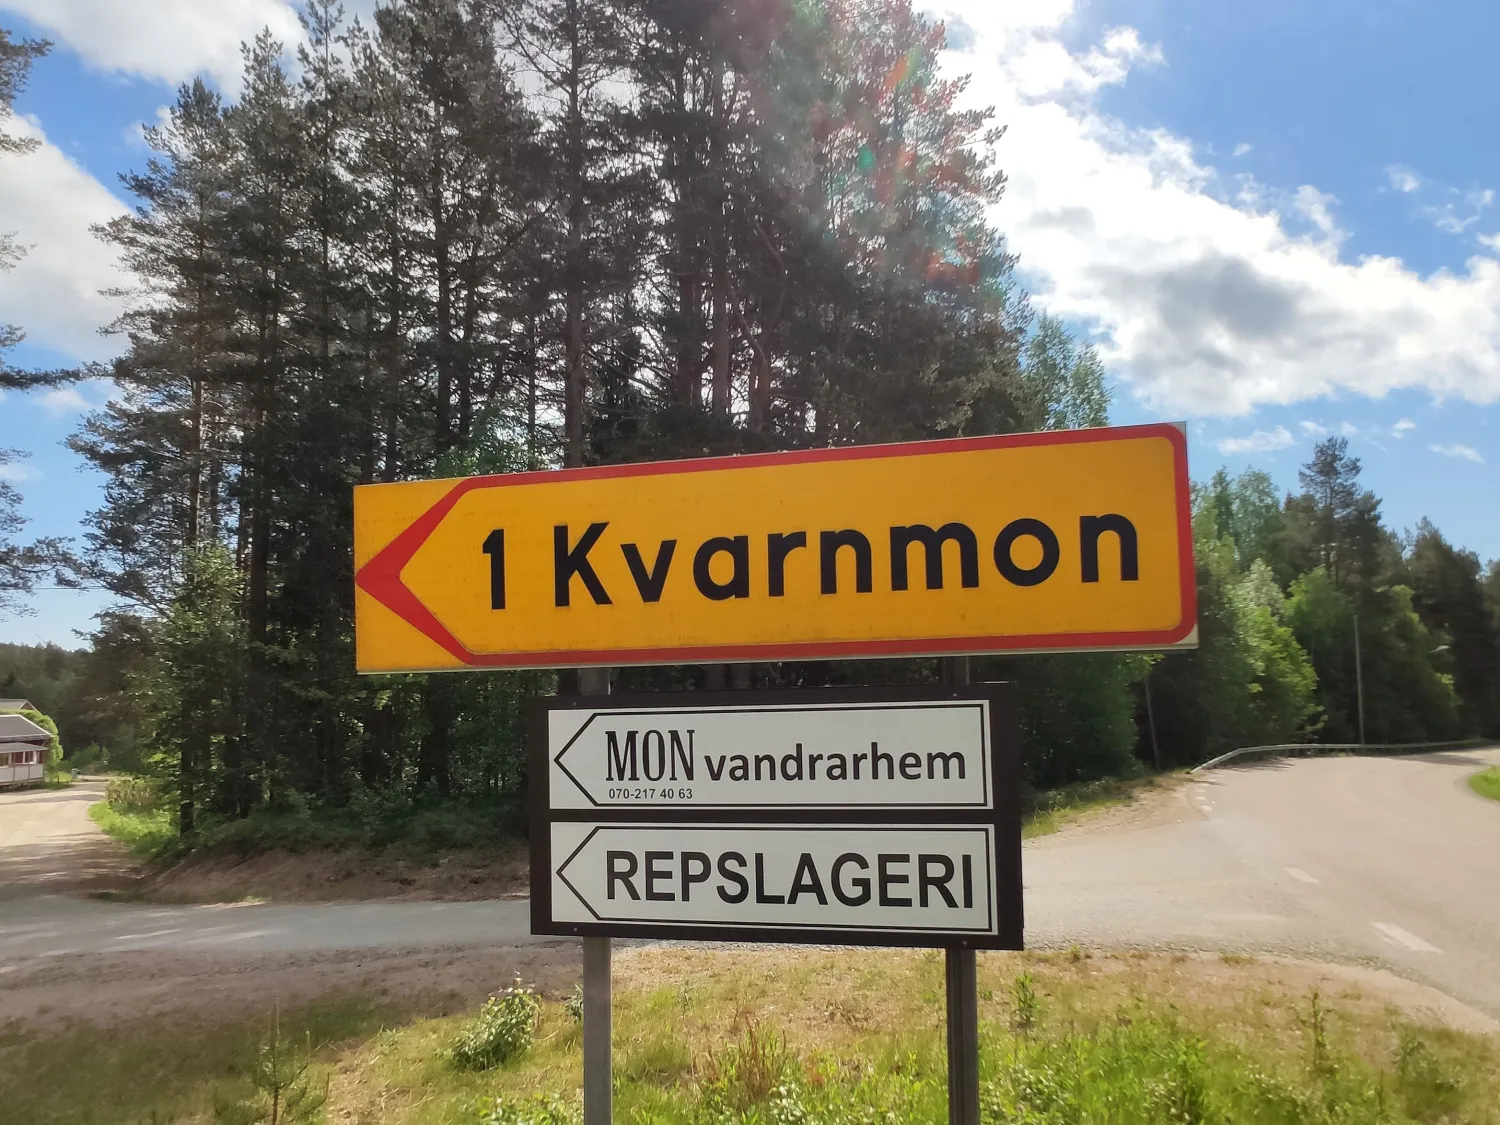 1 Kvarnmon
MON vandrarhem
070-217 40 63
REPSLAGERI